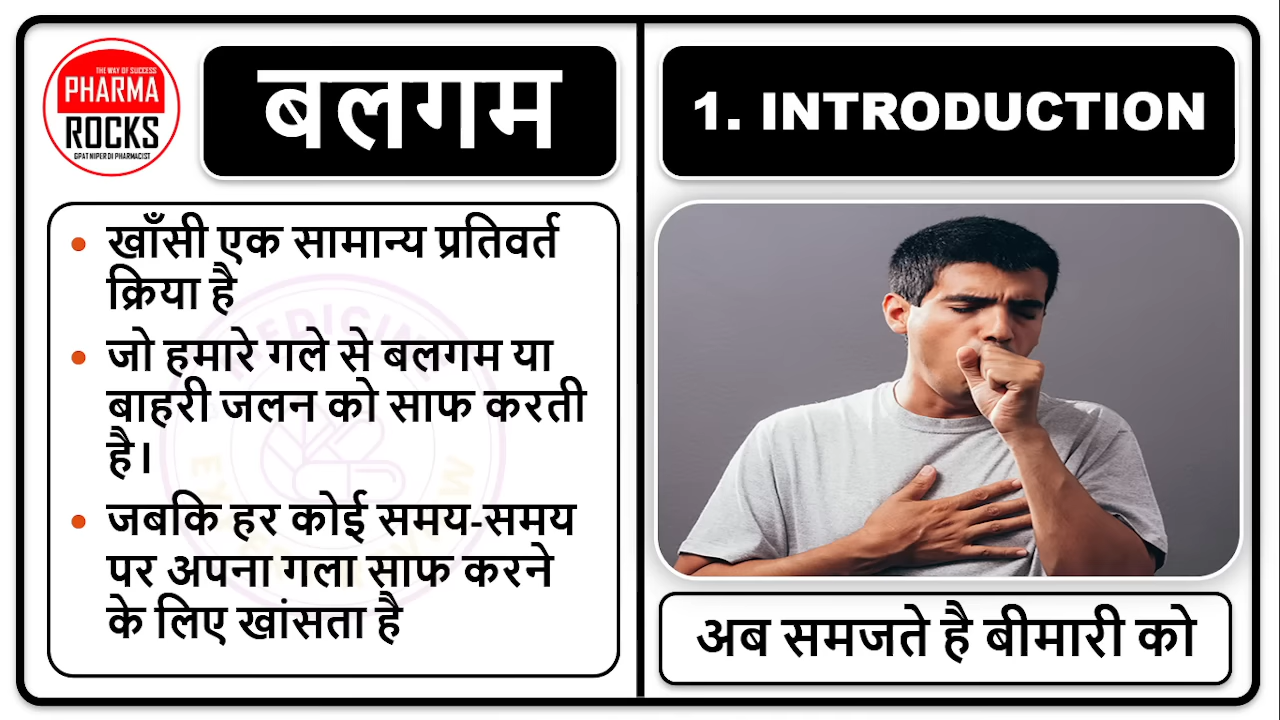 THE WAY OF SUCCESS
PHARMA
ROCKS
GPAT NIPER DI PHARMACIST
बलगम
खाँसी एक सामान्य प्रतिवर्त
क्रिया है
जो हमारे गले से बलगम या
बाहरी जलन को साफ करती
है।
जबकि हर कोई समय-समय
पर अपना गला साफ करने
के लिए खांसता है
1. INTRODUCTION
अब समजते है बीमारी को